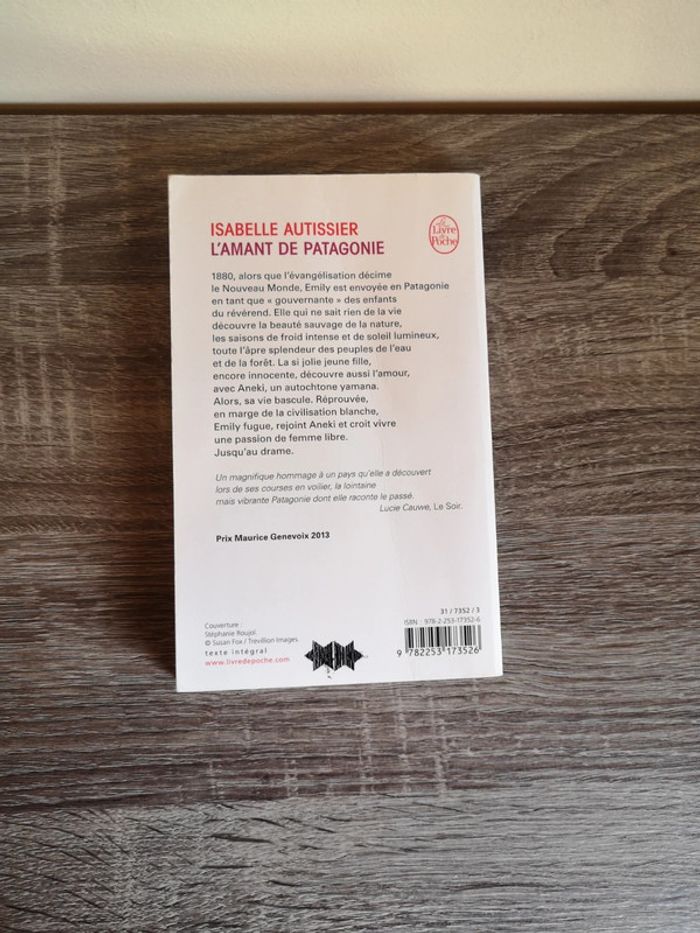 ISABELLE AUTISSIER
L'AMANT DE PATAGONIE
Le
Livre
de
Poche
1880, alors que l'évangélisation décime
le Nouveau Monde, Emily est envoyée en Patagonie
en tant que « gouvernante » des enfants
du révérend. Elle qui ne sait rien de la vie
découvre la beauté sauvage de la nature,
les saisons de froid intense et de soleil lumineux,
toute l'âpre splendeur des peuples de l'eau
et de la forêt. La si jolie jeune fille,
encore innocente, découvre aussi l'amour,
avec Aneki, un autochtone yamana.
Alors, sa vie bascule. Réprouvée,
en marge de la civilisation blanche,
Emily fugue, rejoint Aneki et croit vivre
une passion de femme libre.
Jusqu'au drame.
Un magnifique hommage à un pays qu'elle a découvert
lors de ses courses en voilier, la lointaine
mais vibrante Patagonie dont elle raconte le passé.
Lucie Cauwe, Le Soir.
Prix Maurice Genevoix 2013
Couverture :
Stéphanie Roujol.
© Susan Fox / Trevillion Images.
texte intégral
www.livredepoche.com
31 / 7352 / 3
ISBN : 978-2-253-17352-6
9 782253 173526